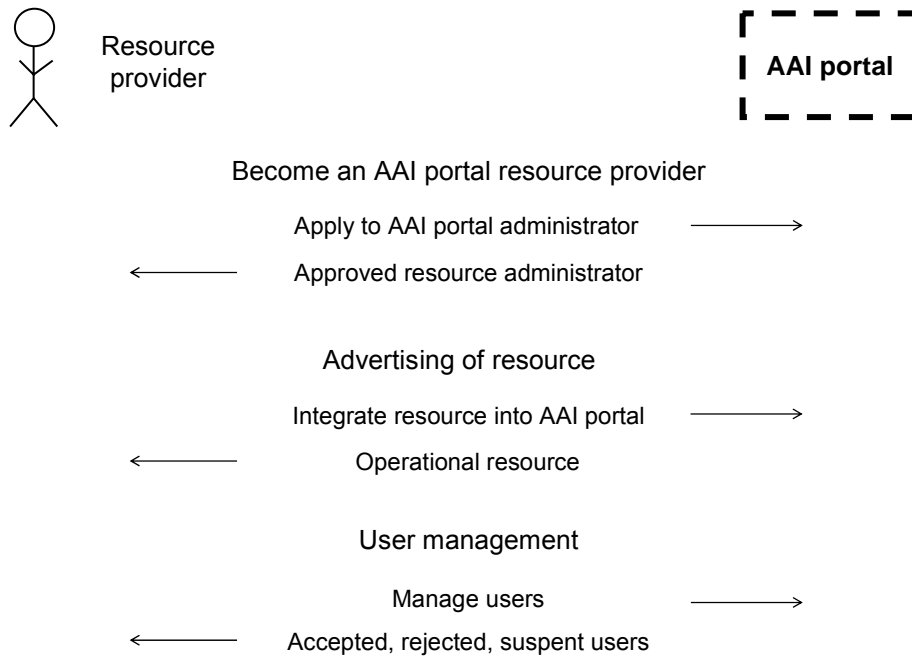 Resource
provider
AAI portal
Become an AAI portal resource provider
Apply to AAI portal administrator
Approved resource administrator
Advertising of resource
Integrate resource into AAI portal
Operational resource
User management
Manage users
Accepted, rejected, suspent users